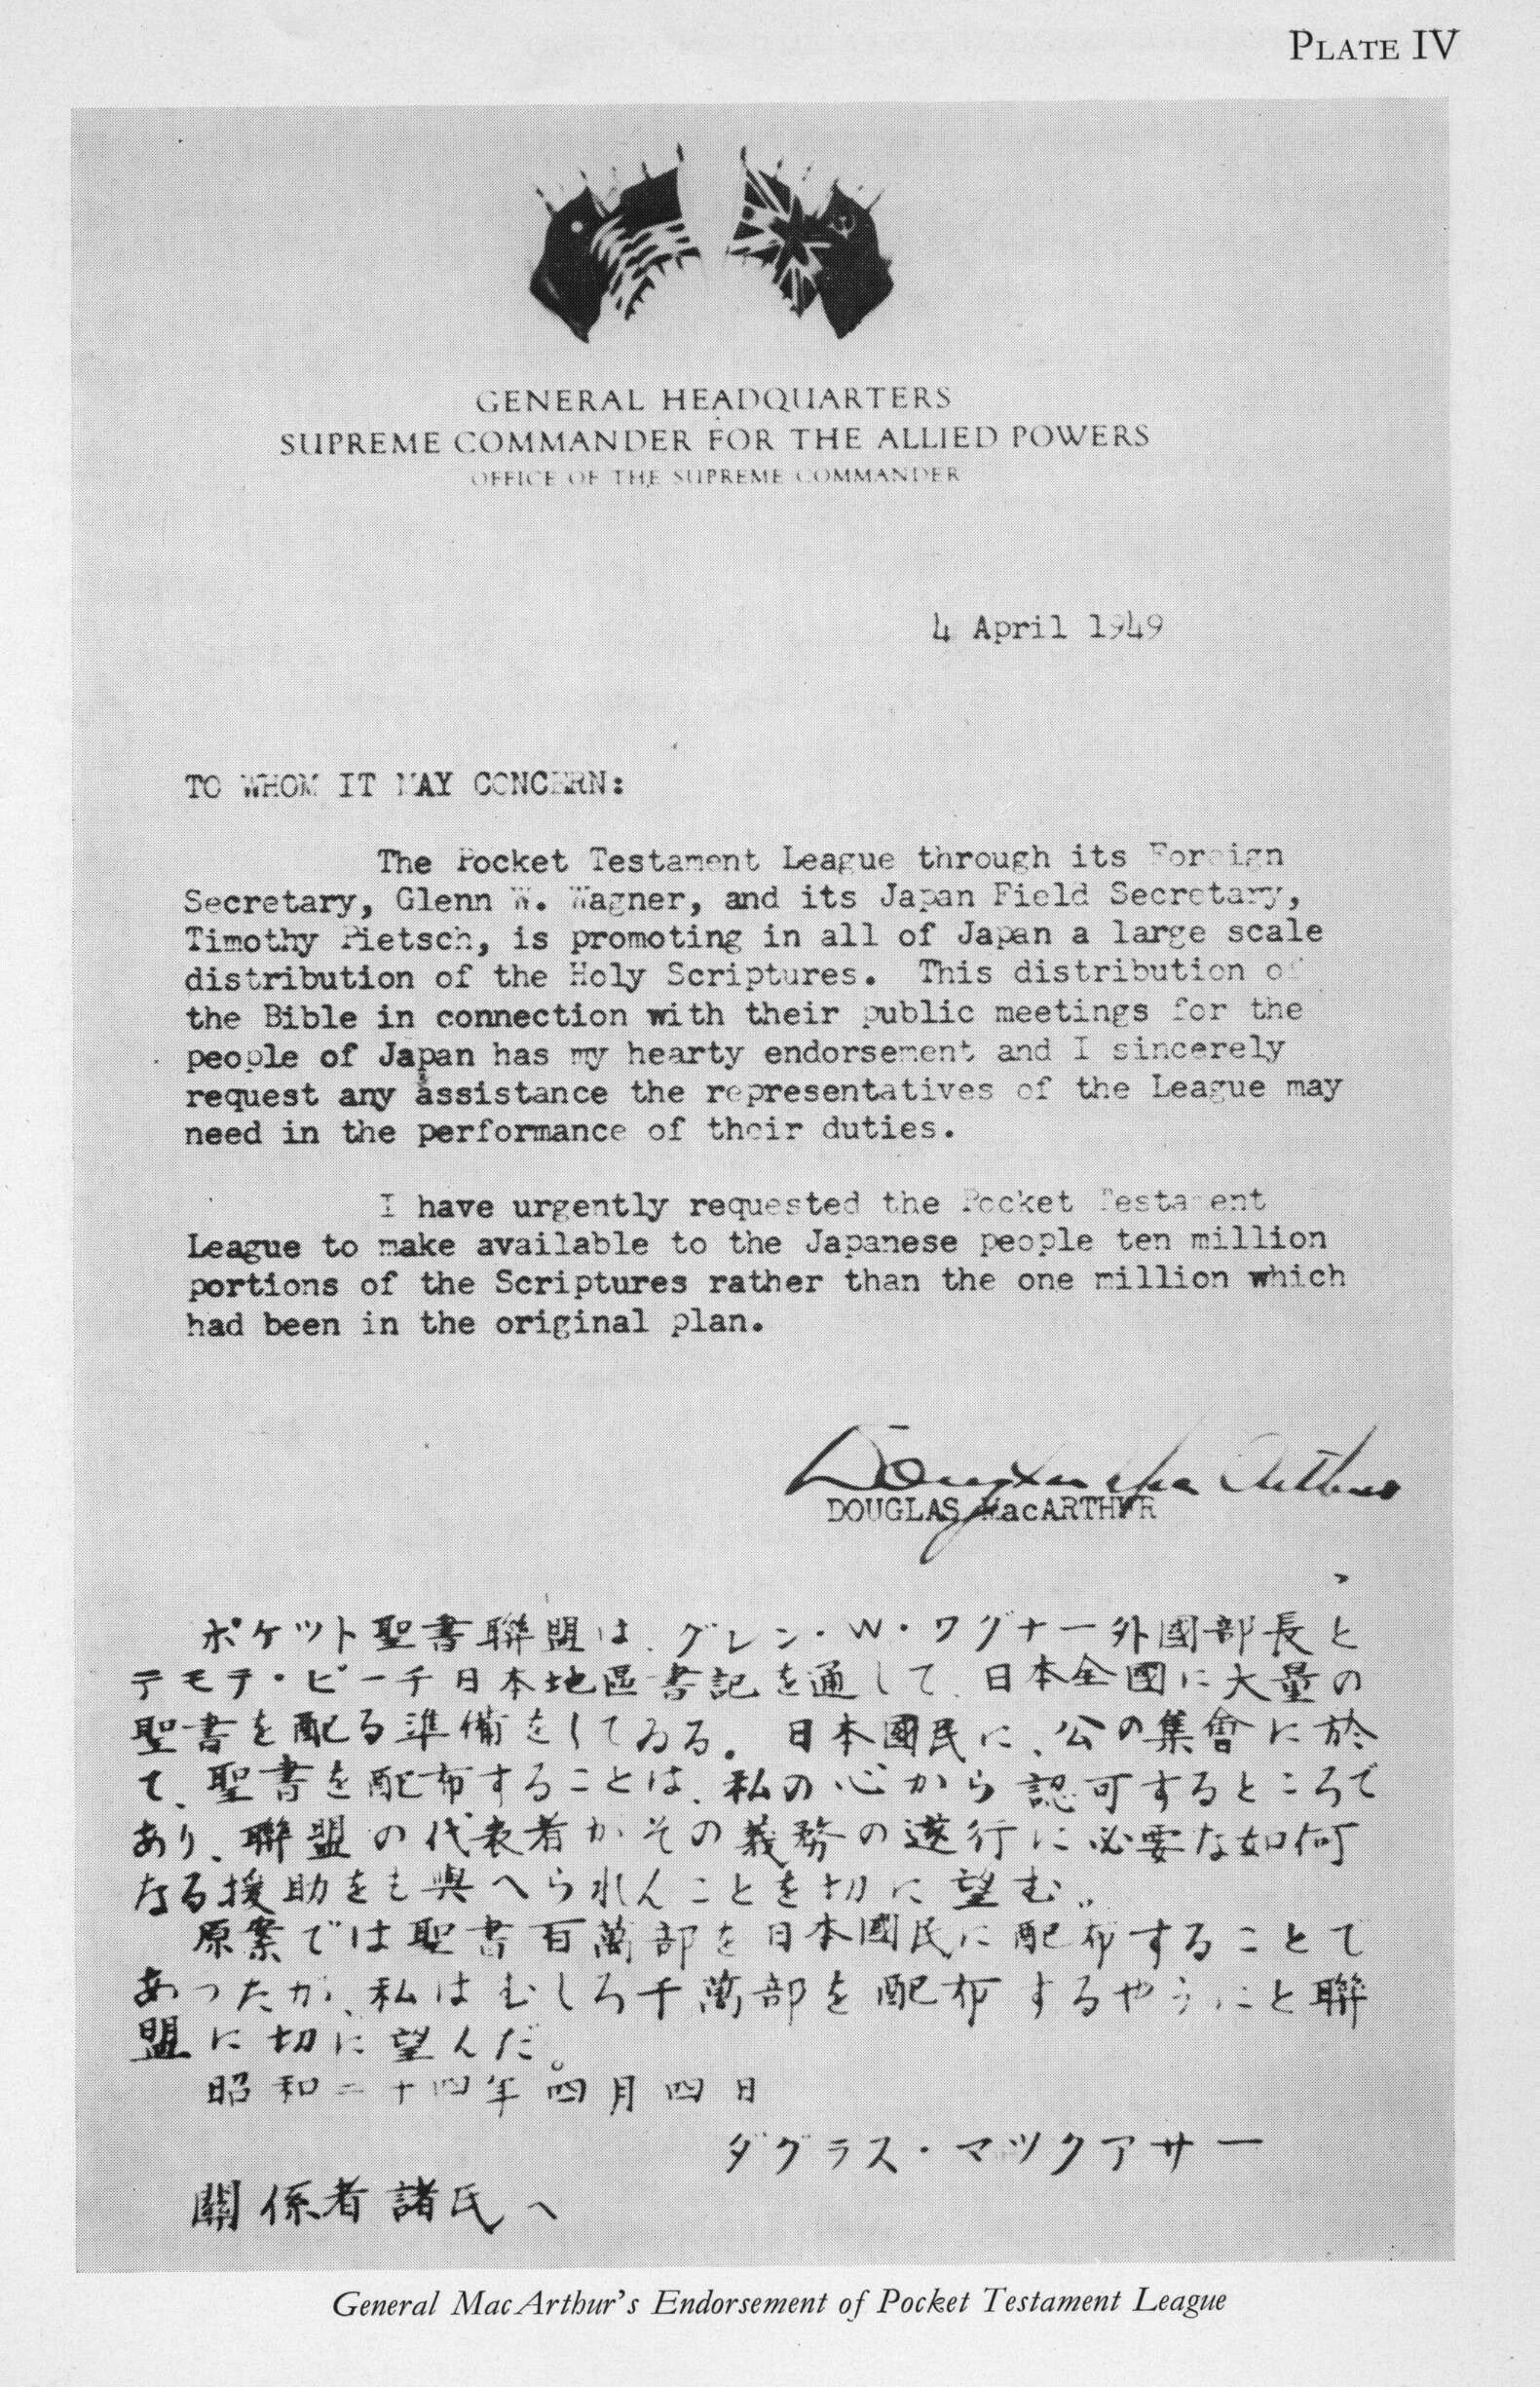 PLATE IV
GENERAL HEADQUARTERS
SUPREME COMMANDER FOR THE ALLIED POWERS
OFFICE OF THE SUPREME COMMANDER
4 April 1949
TO WHOM IT MAY CONCERN:
The Pocket Testament League through its Foreign
Secretary, Glenn W. Wagner, and its Japan Field Secretary,
Timothy Pietsch, is promoting in all of Japan a large scale
distribution of the Holy Scriptures. This distribution of
the Bible in connection with their public meetings for the
people of Japan has my hearty endorsement and I sincerely
request any assistance the representatives of the League may
need in the performance of their duties.
I have urgently requested the Pocket Testament
League to make available to the Japanese people ten million
portions of the Scriptures rather than the one million which
had been in the original plan.
Douglas MacArthur
DOUGLAS MacARTHUR
ポケット聖書聯盟は、グレン・W・ワグナー外國部長と
テモテ・ピーチ日本地區書記を通して、日本全國に大量の
聖書を配る準備をしてゐる。日本國民に、公の集會に於
て、聖書を配布することは、私の心から認可するところで
あり、聯盟の代表者がその義務の遂行に必要な如何
なる援助をも與へられんことを切に望む。
原案では聖書百萬部を日本國民に配布することで
あったが、私はむしろ千萬部を配布するやうにと聯
盟に切に望んだ。
昭和二十四年四月四日
ダグラス・マックアサー
關係者諸氏へ
General MacArthur's Endorsement of Pocket Testament League